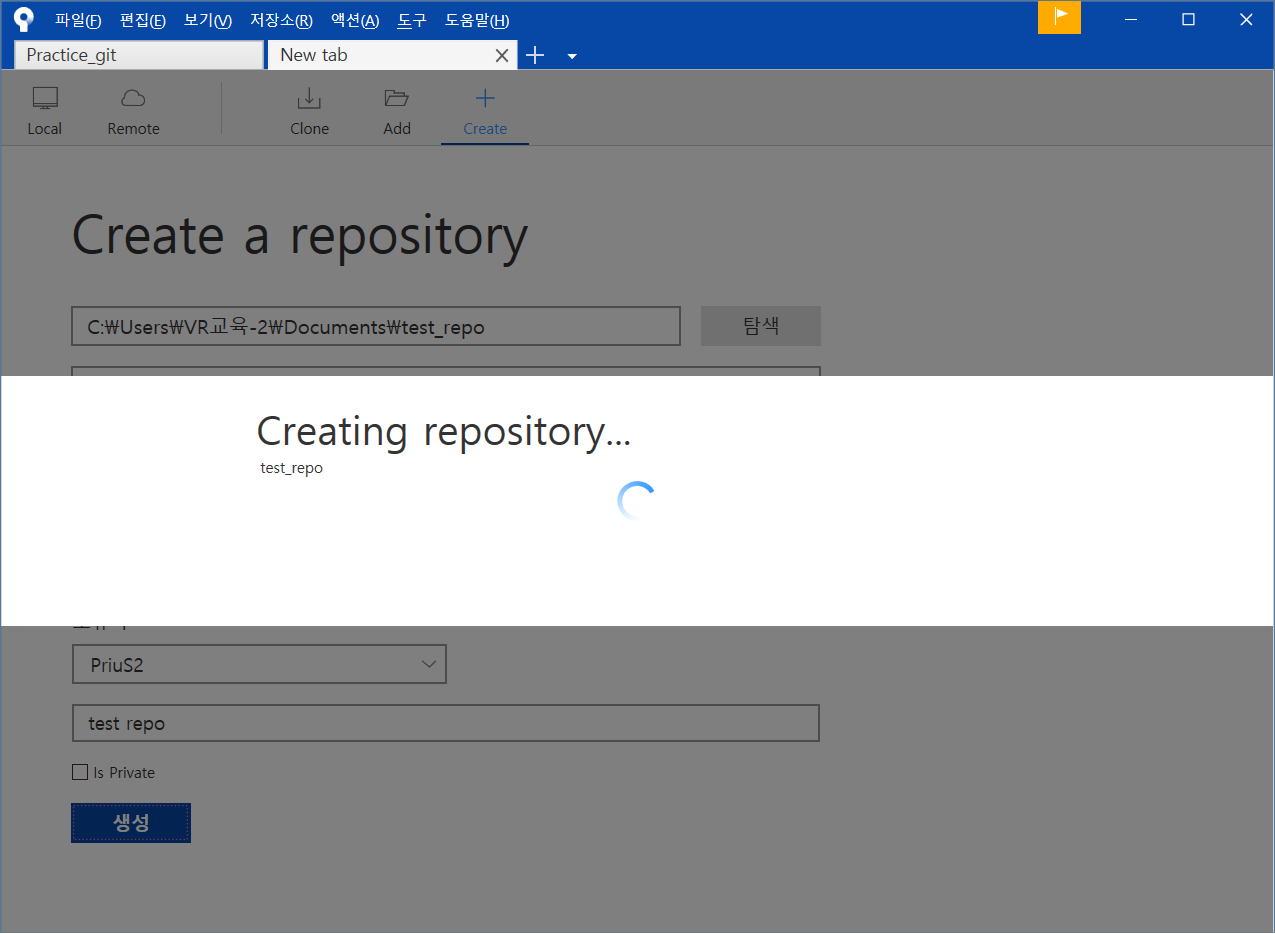 파일(F) 편집(E) 보기(V) 저장소(R) 액션(A) 도구 도움말(H)
Practice_git New tab
Local Remote Clone Add Create
Create a repository
C:₩Users₩VR교육-2₩Documents₩test_repo 탐색
Creating repository...
test_repo
PriuS2
test repo
Is Private
생성